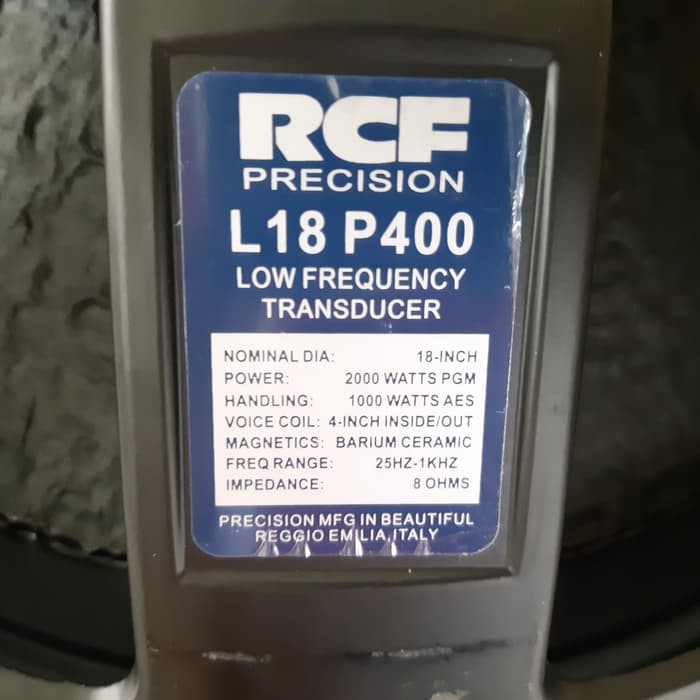 RCF
PRECISION
L18 P400
LOW FREQUENCY
TRANSDUCER
NOMINAL DIA: 18-INCH
POWER: 2000 WATTS PGM
HANDLING: 1000 WATTS AES
VOICE COIL: 4-INCH INSIDE/OUT
MAGNETICS: BARIUM CERAMIC
FREQ RANGE: 25HZ-1KHZ
IMPEDANCE: 8 OHMS
PRECISION MFG IN BEAUTIFUL
REGGIO EMILIA, ITALY